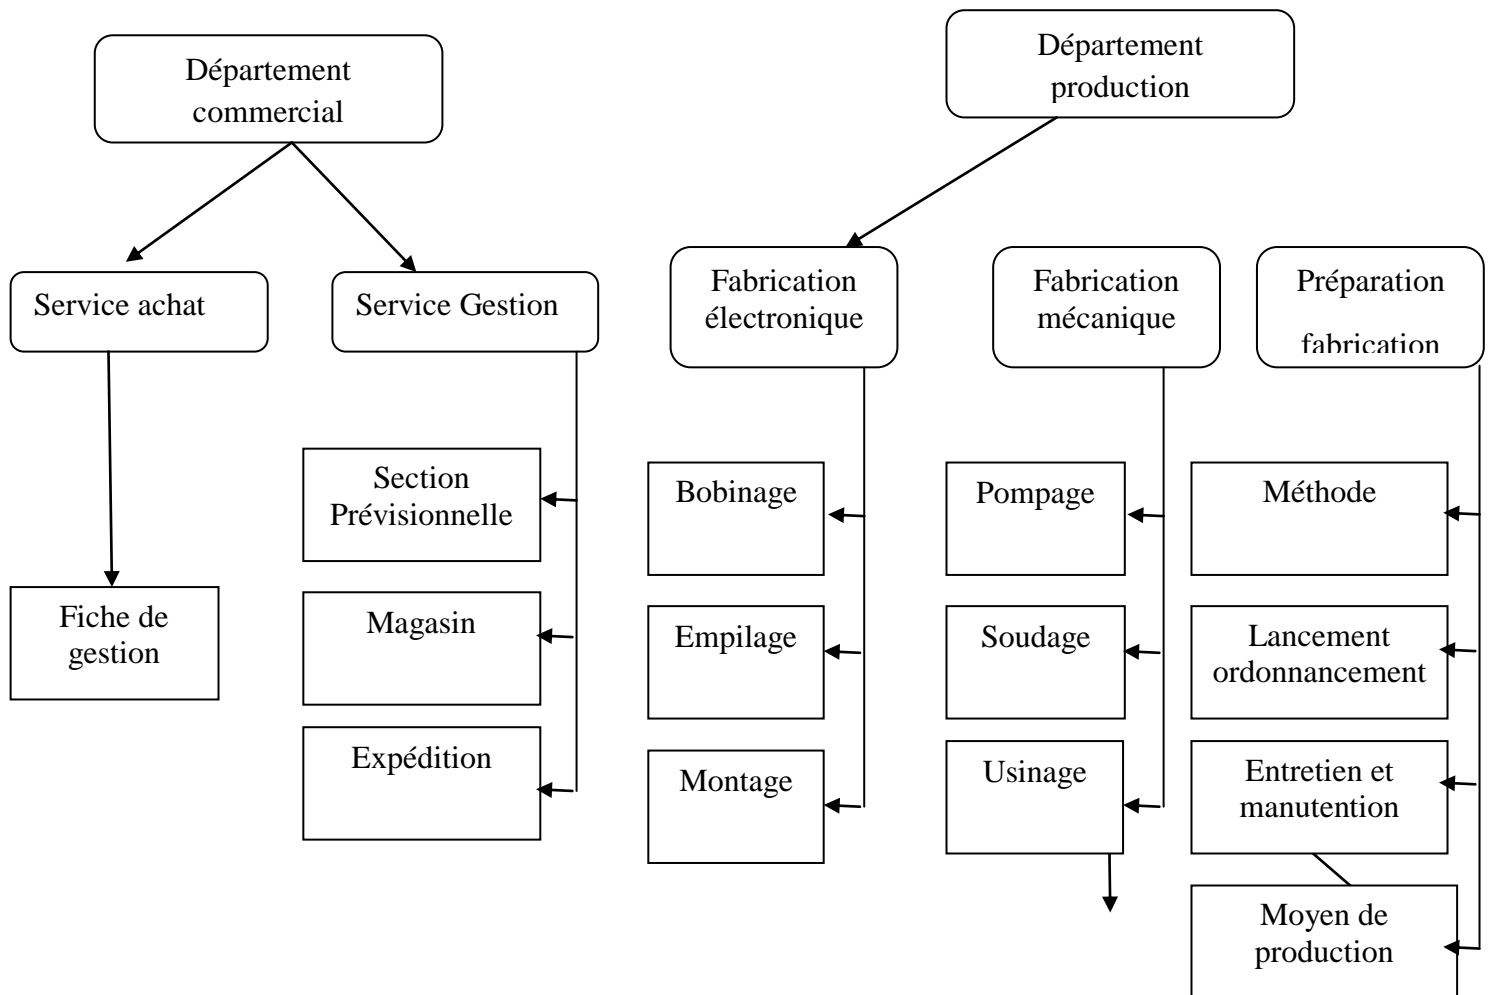 Département
commercial
Département
production
Service achat
Service Gestion
Fabrication
électronique
Fabrication
mécanique
Préparation
fabrication
Section
Prévisionnelle
Bobinage
Pompage
Méthode
Fiche de
gestion
Magasin
Empilage
Soudage
Lancement
ordonnancement
Expédition
Montage
Usinage
Entretien et
manutention
Moyen de
production